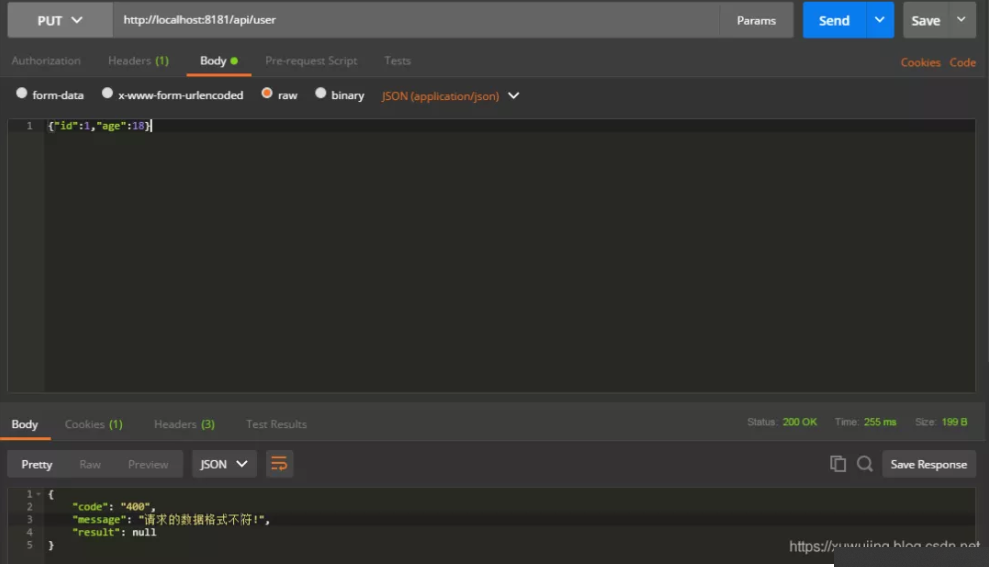 PUT http://localhost:8181/api/user Params Send Save
Authorization Headers (1) Body Pre-request Script Tests Cookies Code
form-data x-www-form-urlencoded raw binary JSON (application/json)
1 {"id":1,"age":18}
Body Cookies (1) Headers (3) Test Results Status: 200 OK Time: 255 ms Size: 199 B
Pretty Raw Preview JSON Save Response
1 {
2 "code": "400",
3 "message": "请求的数据格式不符!",
4 "result": null
5 }
https://xuwujing.blog.csdn.net